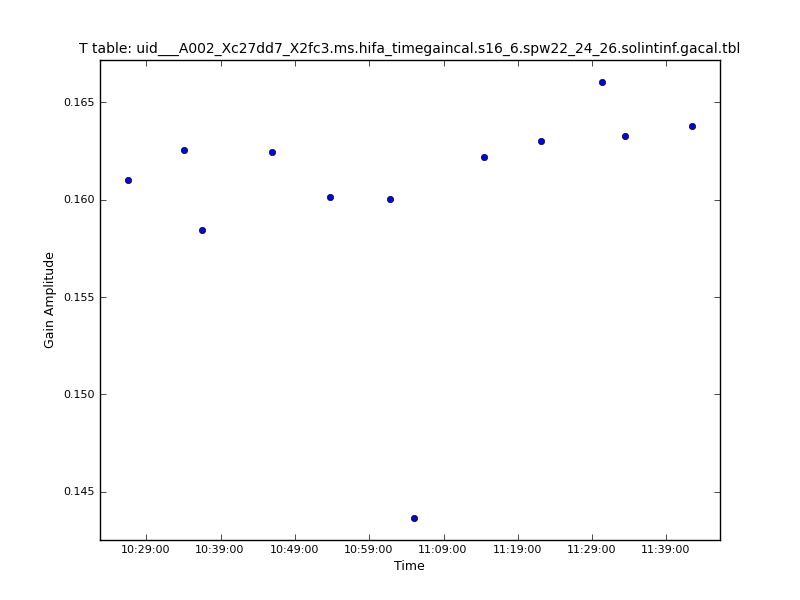 T table: uid___A002_Xc27dd7_X2fc3.ms.hifa_timegaincal.s16_6.spw22_24_26.solintinf.gacal.tbl
0.165
0.160
0.155
0.150
0.145
Gain Amplitude
10:29:00 10:39:00 10:49:00 10:59:00 11:09:00 11:19:00 11:29:00 11:39:00
Time